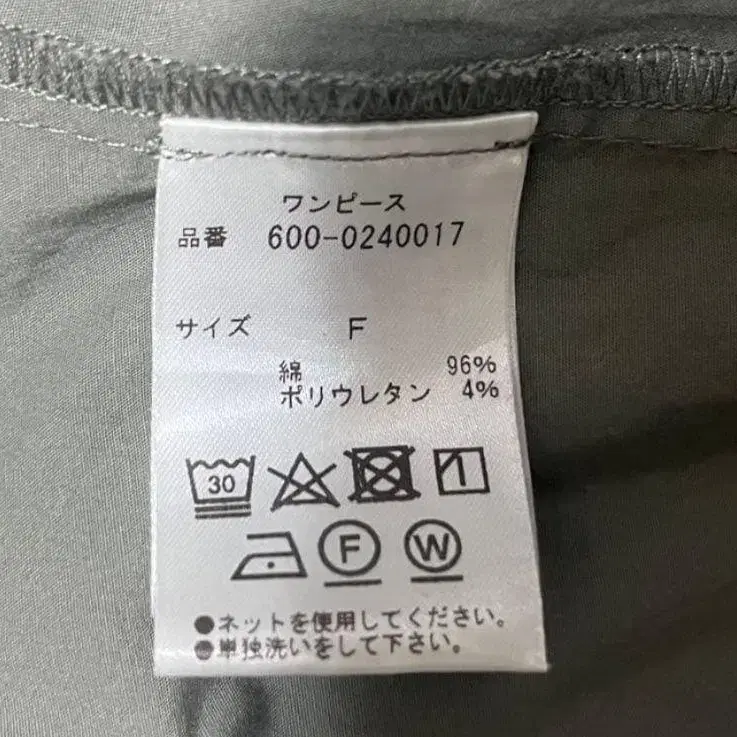 ワンピース
品番 600-0240017
サイズ F
綿 96%
ポリウレタン 4%
30
F W
●ネットを使用してください。
●単独洗いをして下さい。